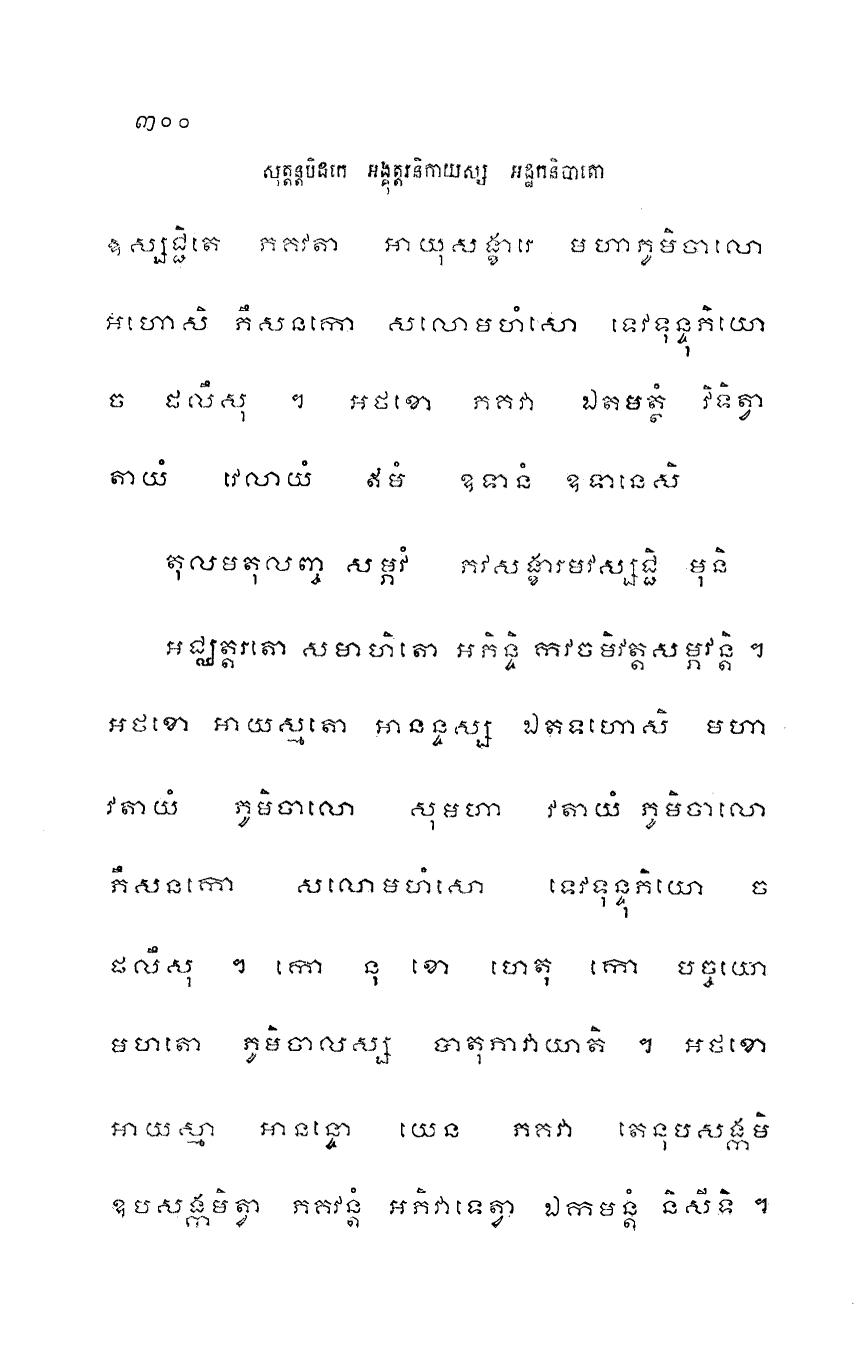 ៣០០
សុត្តន្តបិដកេ អង្គុត្តរនិកាយស្ស អដ្ឋកនិបាតោ
ឧស្សជ្ជិតេ ភគវតា អាយុសង្ខារេ មហាភូមិចាលោ
អហោសិ ភឹសនកោ សលោមហំសោ ទេវទុន្ទុភិយោ
ច ផលឹសុ ។ អថខោ ភគវា ឯតមត្ថំ វិទិត្វា
តាយំ វេលាយំ ឥមំ ឧទានំ ឧទានេសិ
តុលមតុលញ្ច សម្ភវំ ភវសង្ខារមវស្សជ្ជិ មុនិ
អជ្ឈត្តរតោ សមាហិតោ អភិន្ទិ កាវចមិវត្តសម្ភវន្តិ ។
អថខោ អាយស្មតោ អានន្ទស្ស ឯតទហោសិ មហា
វតាយំ ភូមិចាលោ សុមហា វតាយំ ភូមិចាលោ
ភឹសនកោ សលោមហំសោ ទេវទុន្ទុភិយោ ច
ផលឹសុ ។ កោ នុ ខោ ហេតុ កោ បច្ចយោ
មហតោ ភូមិចាលស្ស បាតុភាវាយាតិ ។ អថខោ
អាយស្មា អានន្ទោ យេន ភគវា តេនុបសង្កមិ
ឧបសង្កមិត្វា ភគវន្តំ អភិវាទេត្វា ឯកមន្តំ និសីទិ ។